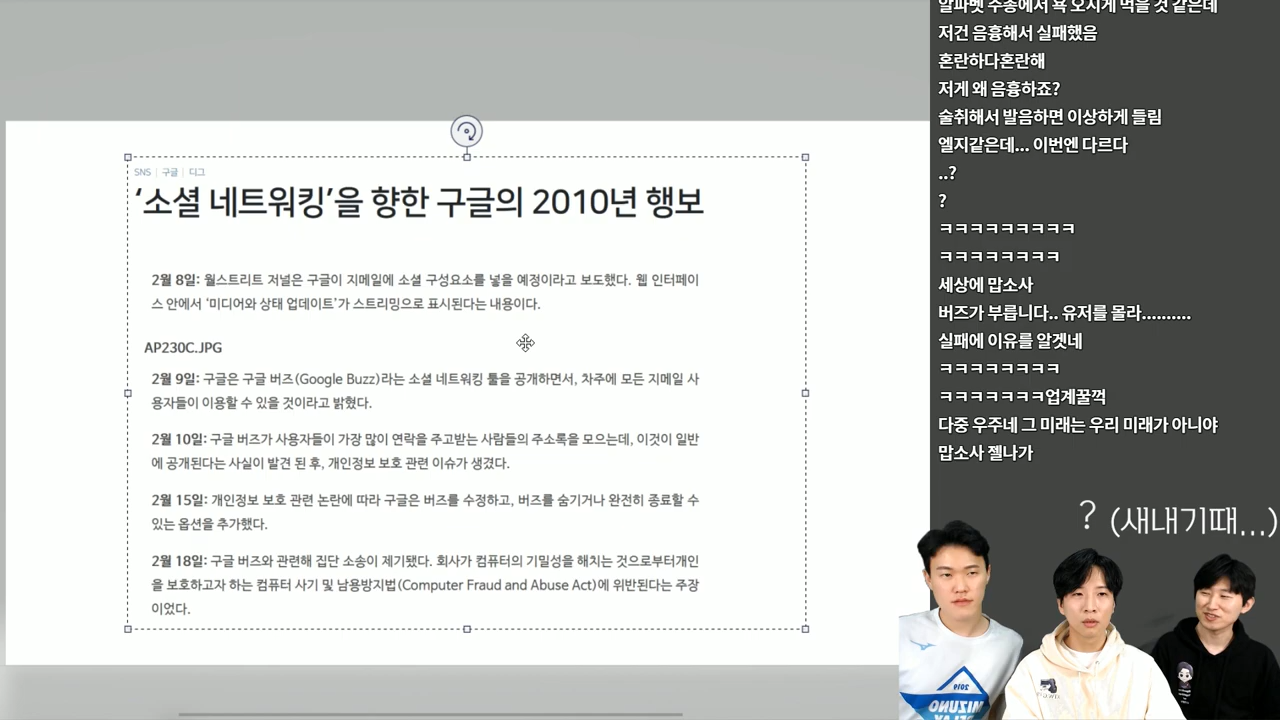 SNS | 구글 | 디그
‘소셜 네트워킹’을 향한 구글의 2010년 행보
2월 8일: 월스트리트 저널은 구글이 지메일에 소셜 구성요소를 넣을 예정이라고 보도했다. 웹 인터페이
스 안에서 ‘미디어와 상태 업데이트’가 스트리밍으로 표시된다는 내용이다.
AP230C.JPG
2월 9일: 구글은 구글 버즈(Google Buzz)라는 소셜 네트워킹 툴을 공개하면서, 차주에 모든 지메일 사
용자들이 이용할 수 있을 것이라고 밝혔다.
2월 10일: 구글 버즈가 사용자들이 가장 많이 연락을 주고받는 사람들의 주소록을 모으는데, 이것이 일반
에 공개된다는 사실이 발견 된 후, 개인정보 보호 관련 이슈가 생겼다.
2월 15일: 개인정보 보호 관련 논란에 따라 구글은 버즈를 수정하고, 버즈를 숨기거나 완전히 종료할 수
있는 옵션을 추가했다.
2월 18일: 구글 버즈와 관련해 집단 소송이 제기됐다. 회사가 컴퓨터의 기밀성을 해치는 것으로부터개인
을 보호하고자 하는 컴퓨터 사기 및 남용방지법(Computer Fraud and Abuse Act)에 위반된다는 주장
이었다.
알파벳 수송에서 욕 오지게 먹을 것 같은데
저건 음흉해서 실패했음
혼란하다혼란해
저게 왜 음흉하죠?
술취해서 발음하면 이상하게 들림
엘지같은데... 이번엔 다르다
..?
?
ㅋㅋㅋㅋㅋㅋㅋㅋㅋ
ㅋㅋㅋㅋㅋㅋㅋㅋ
세상에 맙소사
버즈가 부릅니다.. 유저를 몰라..........
실패에 이유를 알겟네
ㅋㅋㅋㅋㅋㅋㅋㅋ
ㅋㅋㅋㅋㅋㅋㅋ업계꿀꺽
다중 우주네 그 미래는 우리 미래가 아니야
맙소사 젤나가
? (새내기때...)
2019
MIZUNO